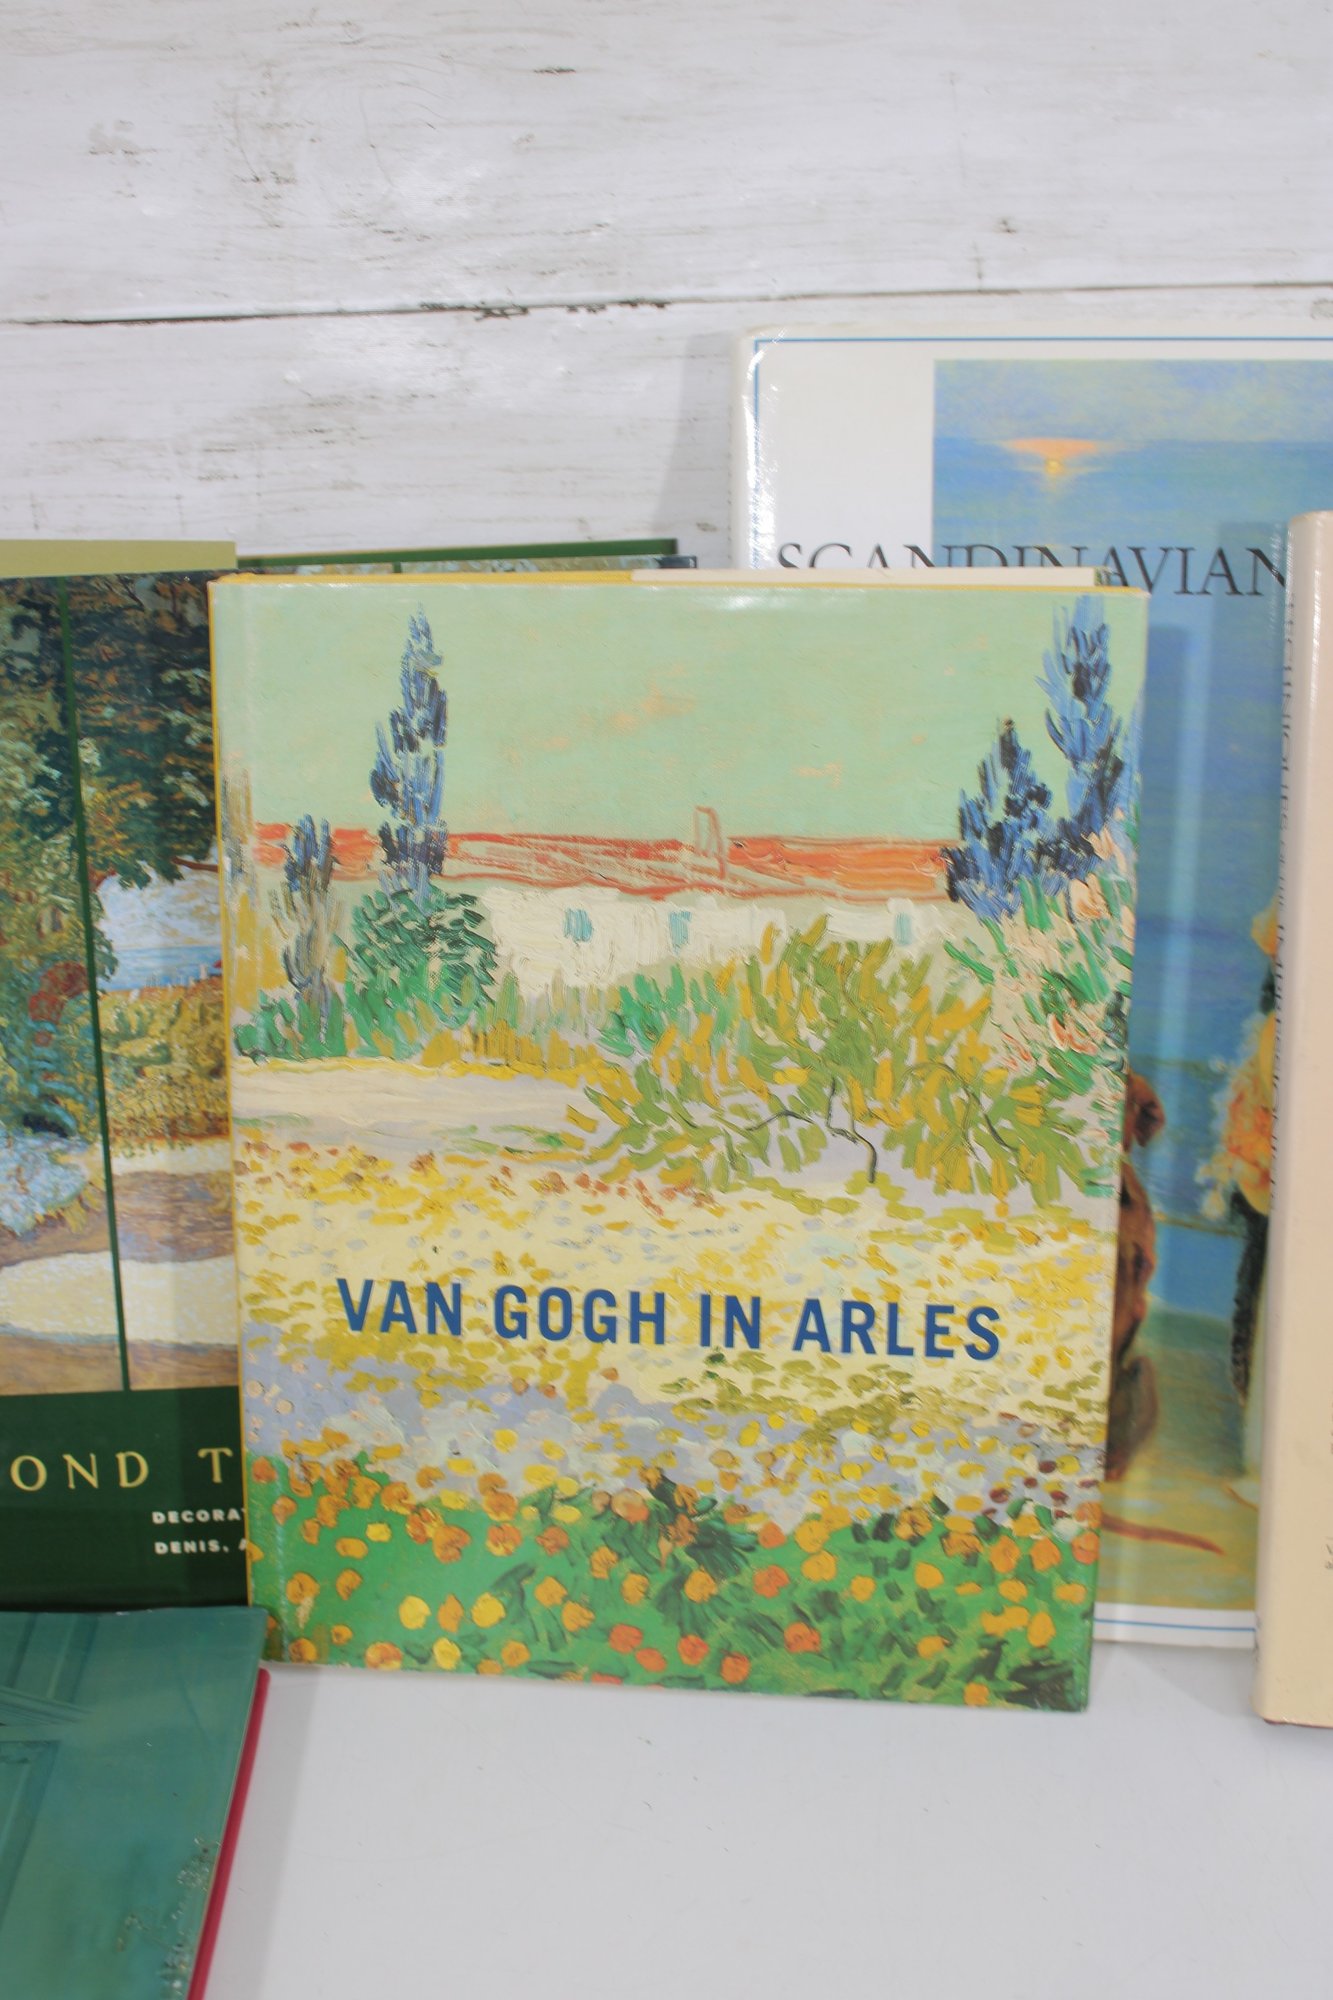 SCANDINAVIAN
VAN GOGH IN ARLES
OND T
DECORAT
DENIS, A